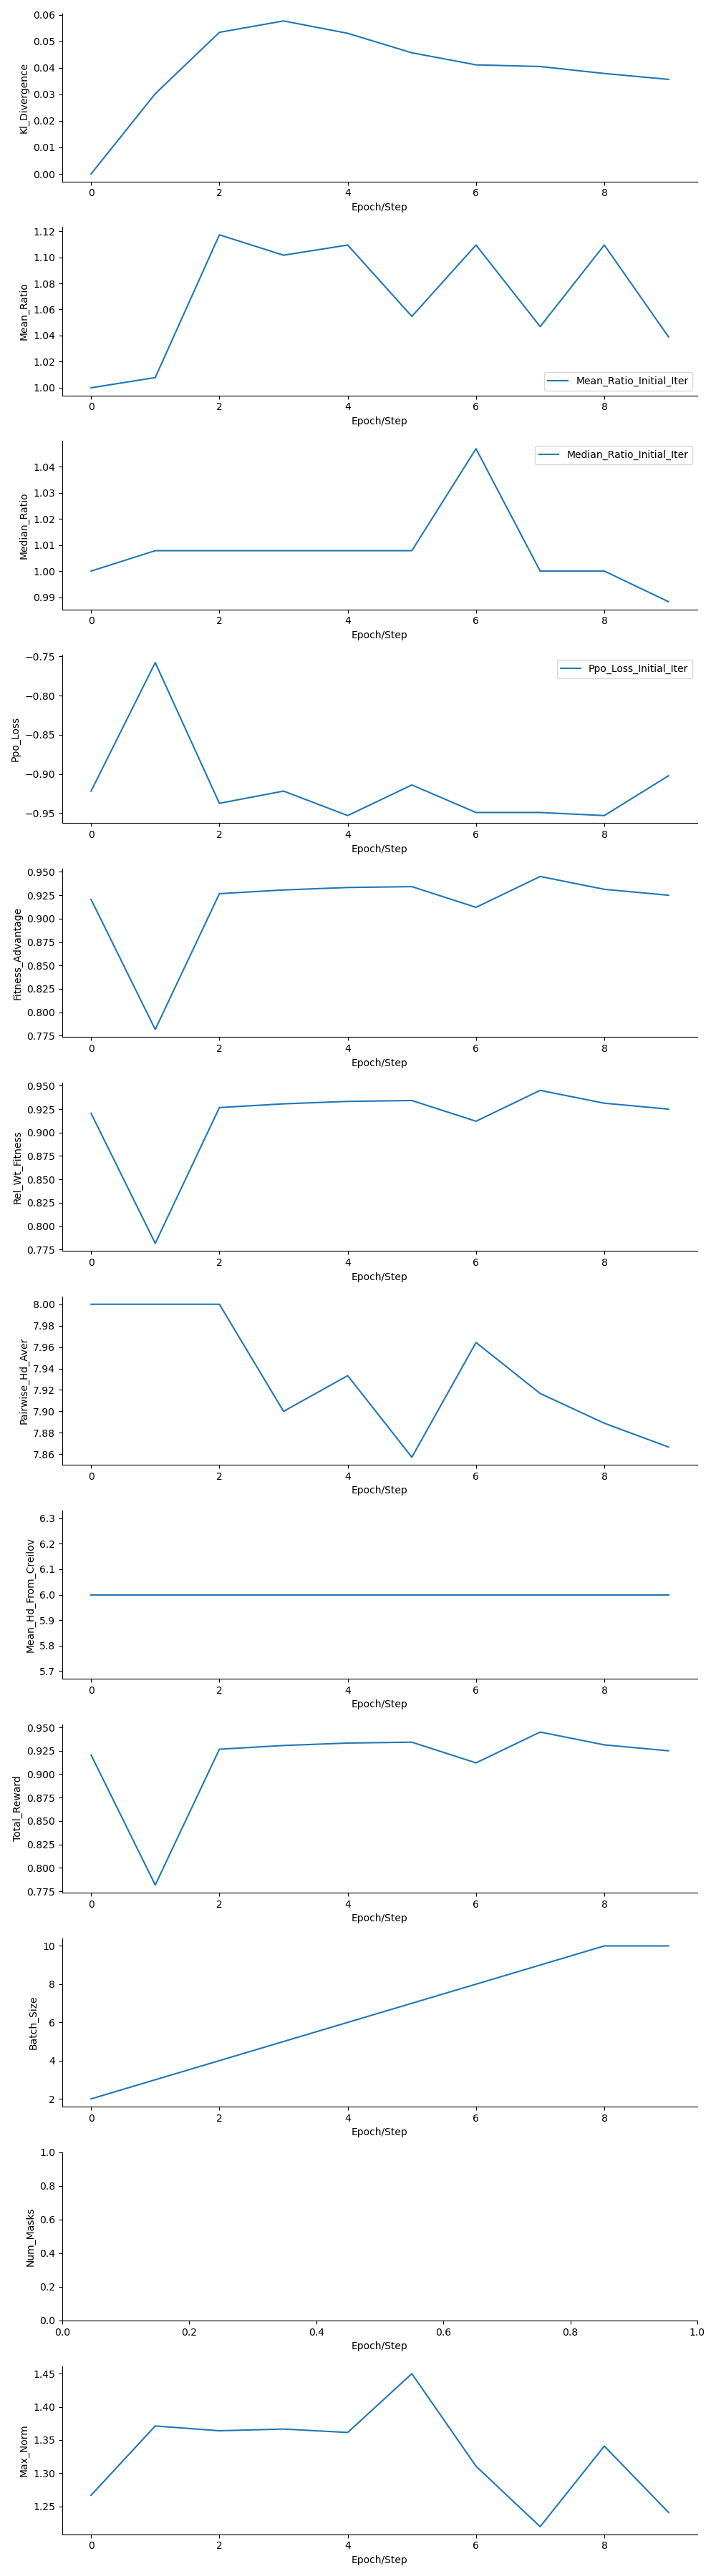 0.06
0.05
0.04
0.03
0.02
0.01
0.00
Kl_Divergence
0 2 4 6 8
Epoch/Step
1.12
1.10
1.08
1.06
1.04
1.02
1.00
Mean_Ratio
Mean_Ratio_Initial_Iter
0 2 4 6 8
Epoch/Step
1.04
1.03
1.02
1.01
1.00
0.99
Median_Ratio
Median_Ratio_Initial_Iter
0 2 4 6 8
Epoch/Step
−0.75
−0.80
−0.85
−0.90
−0.95
Ppo_Loss
Ppo_Loss_Initial_Iter
0 2 4 6 8
Epoch/Step
0.950
0.925
0.900
0.875
0.850
0.825
0.800
0.775
Fitness_Advantage
0 2 4 6 8
Epoch/Step
0.950
0.925
0.900
0.875
0.850
0.825
0.800
0.775
Rel_Wt_Fitness
0 2 4 6 8
Epoch/Step
8.00
7.98
7.96
7.94
7.92
7.90
7.88
7.86
Pairwise_Hd_Aver
0 2 4 6 8
Epoch/Step
6.3
6.2
6.1
6.0
5.9
5.8
5.7
Mean_Hd_From_Creilov
0 2 4 6 8
Epoch/Step
0.950
0.925
0.900
0.875
0.850
0.825
0.800
0.775
Total_Reward
0 2 4 6 8
Epoch/Step
10
8
6
4
2
Batch_Size
0 2 4 6 8
Epoch/Step
1.0
0.8
0.6
0.4
0.2
0.0
Num_Masks
0.0 0.2 0.4 0.6 0.8 1.0
Epoch/Step
1.45
1.40
1.35
1.30
1.25
Max_Norm
0 2 4 6 8
Epoch/Step